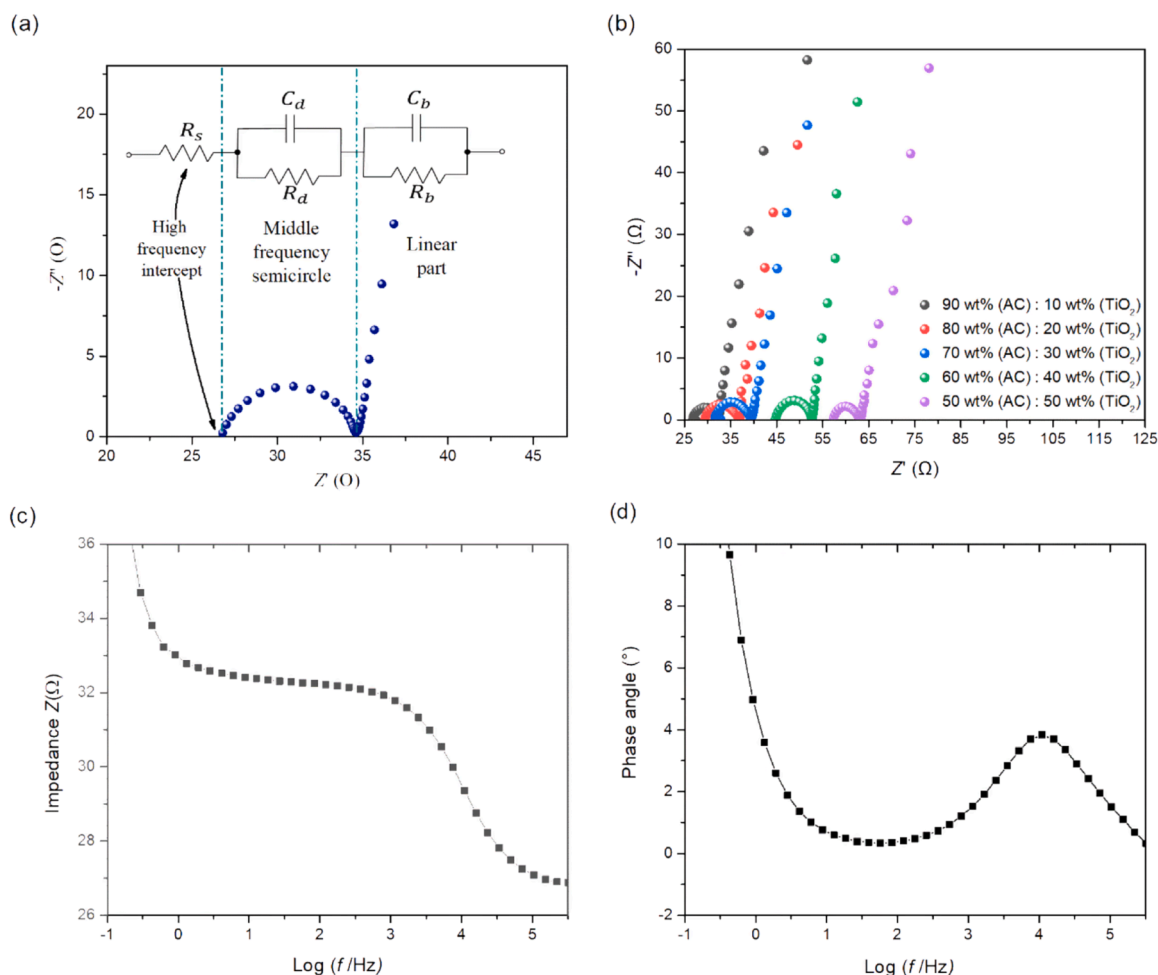 (a)
20
15
10
5
0
-Z'' (Ω)
20
25
30
35
40
45
Z' (Ω)
R_s
C_d
R_d
C_b
R_b
High
frequency
intercept
Middle
frequency
semicircle
Linear
part
(b)
60
50
40
30
20
10
0
-Z'' (Ω)
25
35
45
55
65
75
85
95
105
115
125
Z' (Ω)
90 wt% (AC) : 10 wt% (TiO₂)
80 wt% (AC) : 20 wt% (TiO₂)
70 wt% (AC) : 30 wt% (TiO₂)
60 wt% (AC) : 40 wt% (TiO₂)
50 wt% (AC) : 50 wt% (TiO₂)
(c)
36
34
32
30
28
26
Impedance Z(Ω)
-1
0
1
2
3
4
5
Log (f /Hz)
(d)
10
8
6
4
2
0
-2
Phase angle (°)
-1
0
1
2
3
4
5
Log (f /Hz)